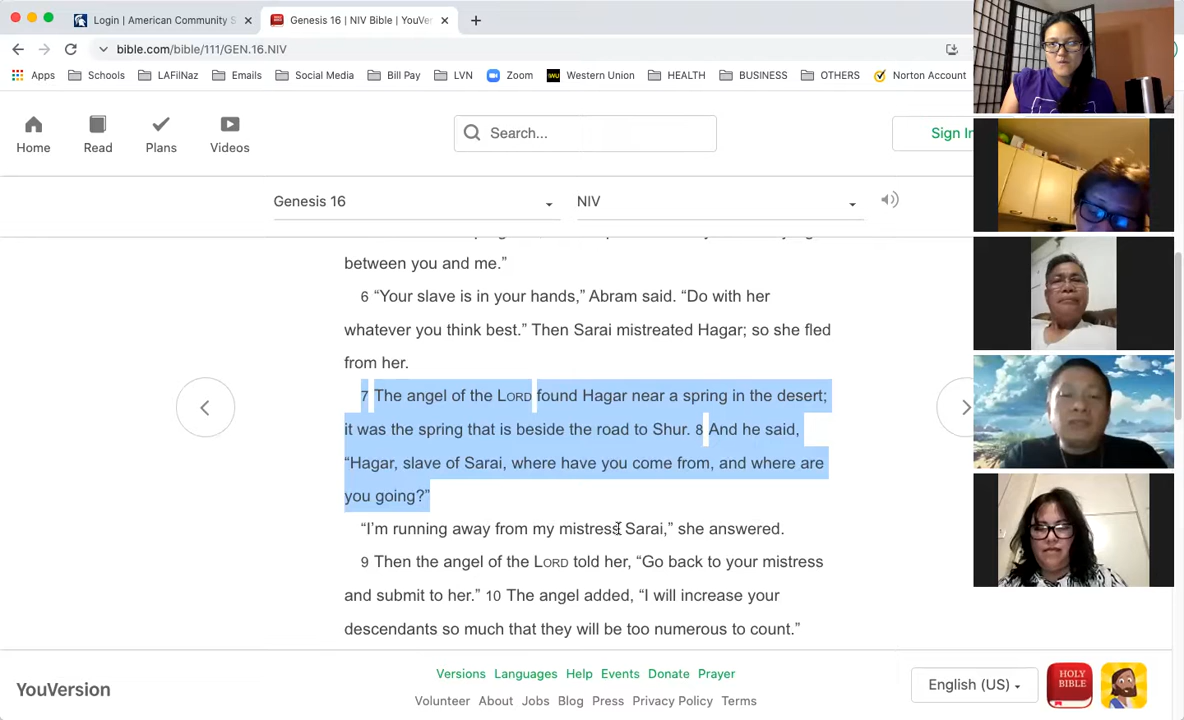 Login | American Community S
Genesis 16 | NIV Bible | YouVer
bible.com/bible/111/GEN.16.NIV
Apps Schools LAFilNaz Emails Social Media Bill Pay LVN Zoom Western Union HEALTH BUSINESS OTHERS Norton Account
Home Read Plans Videos
Search...
Sign In
Genesis 16
NIV
between you and me.”
6 “Your slave is in your hands,” Abram said. “Do with her
whatever you think best.” Then Sarai mistreated Hagar; so she fled
from her.
7 The angel of the LORD found Hagar near a spring in the desert;
it was the spring that is beside the road to Shur. 8 And he said,
“Hagar, slave of Sarai, where have you come from, and where are
you going?”
“I’m running away from my mistress Sarai,” she answered.
9 Then the angel of the LORD told her, “Go back to your mistress
and submit to her.” 10 The angel added, “I will increase your
descendants so much that they will be too numerous to count.”
YouVersion
Versions Languages Help Events Donate Prayer
Volunteer About Jobs Blog Press Privacy Policy Terms
English (US)
HOLY
BIBLE